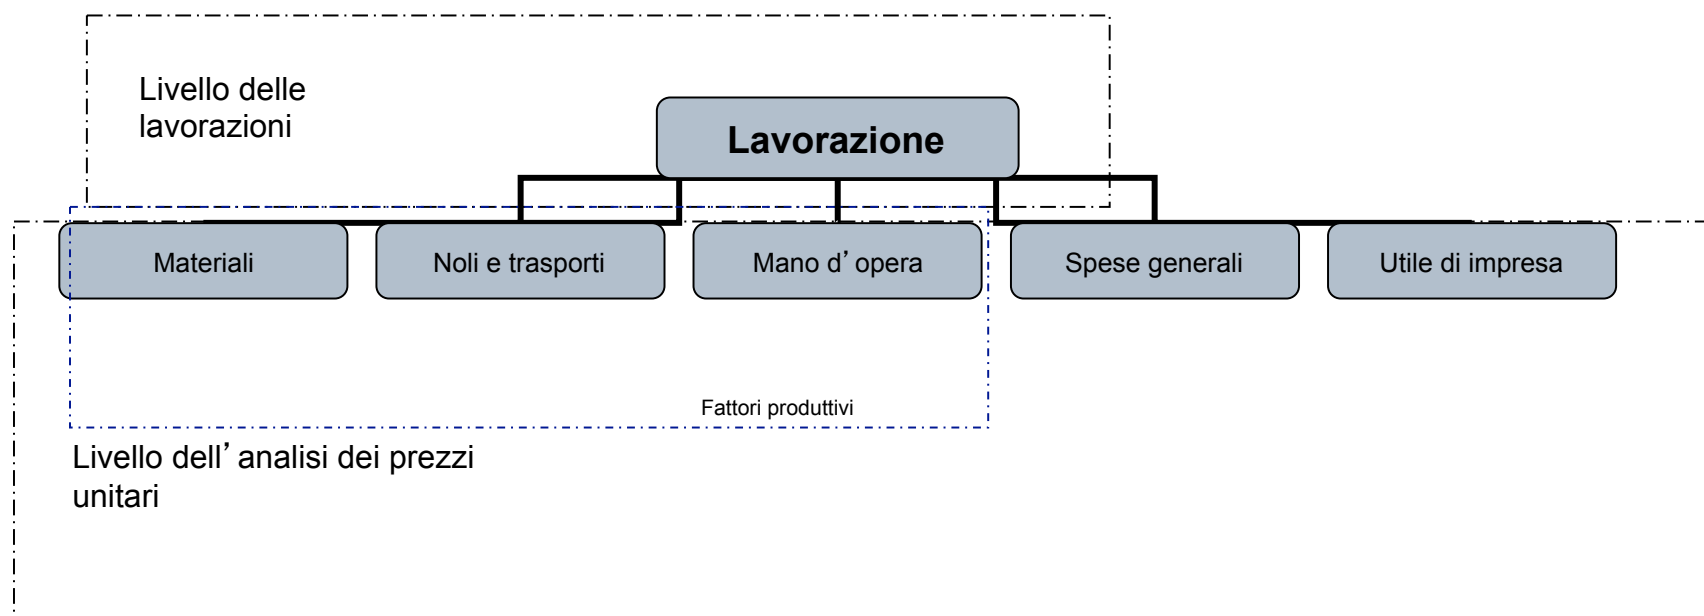 Livello delle
lavorazioni
Lavorazione
Materiali
Noli e trasporti
Mano d’opera
Spese generali
Utile di impresa
Fattori produttivi
Livello dell’analisi dei prezzi
unitari